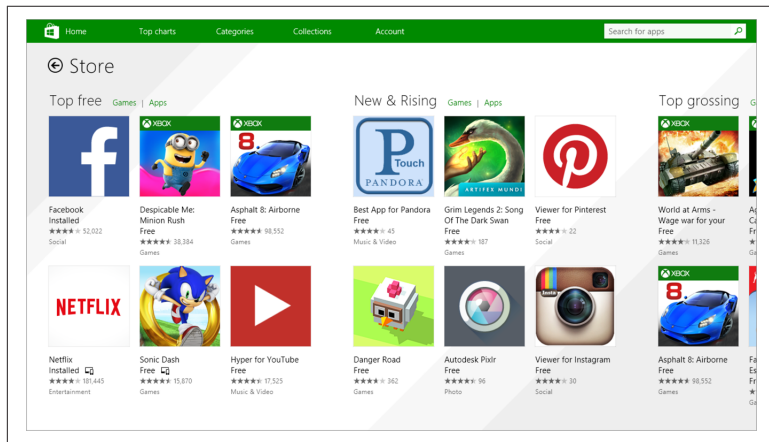 Home Top charts Categories Collections Account Search for apps
Store
Top free Games | Apps
New & Rising Games | Apps
Top grossing
XBOX
XBOX
8
P
Touch
PANDORA
ARTIFEX MUNDI
XBOX
Facebook
Installed
52,022
Social
Despicable Me:
Minion Rush
Free
38,384
Games
Asphalt 8: Airborne
Free
98,552
Games
Best App for Pandora
Free
45
Music & Video
Grim Legends 2: Song
Of The Dark Swan
Free
187
Games
Viewer for Pinterest
Free
22
Social
World at Arms -
Wage war for your
Free
11,326
Games
NETFLIX
Insta
XBOX
8
Netflix
Installed
181,445
Entertainment
Sonic Dash
Free
15,870
Games
Hyper for YouTube
Free
17,525
Music & Video
Danger Road
Free
362
Games
Autodesk Pixlr
Free
96
Photo
Viewer for Instagram
Free
30
Social
Asphalt 8: Airborne
Free
98,552
Games